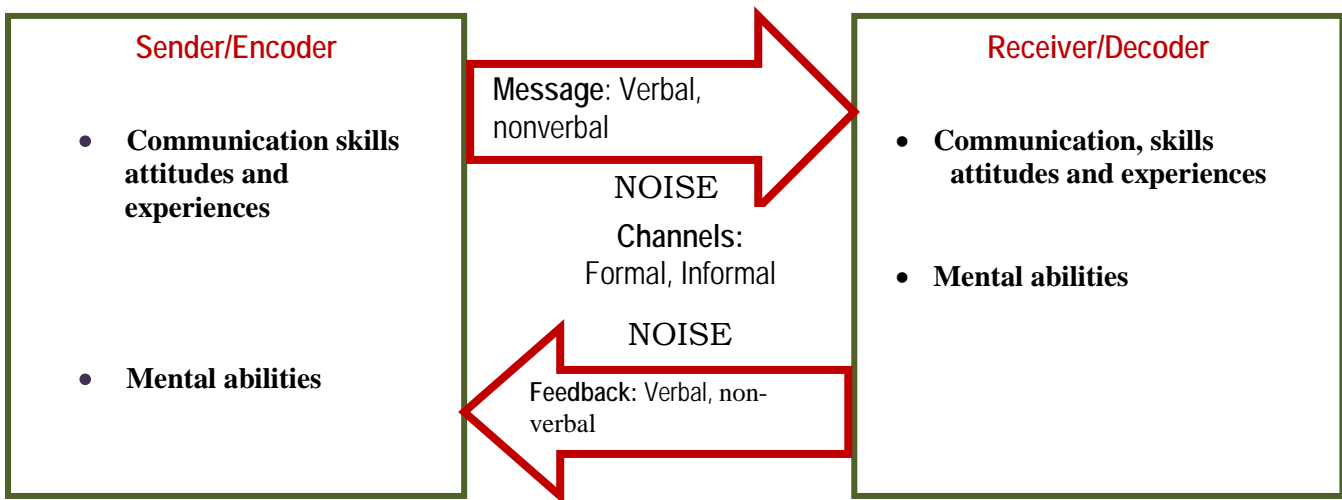 Sender/Encoder
• Communication skills
attitudes and
experiences
• Mental abilities
Message: Verbal,
nonverbal
NOISE
Channels:
Formal, Informal
NOISE
Feedback: Verbal, non-
verbal
Receiver/Decoder
• Communication, skills
attitudes and experiences
• Mental abilities